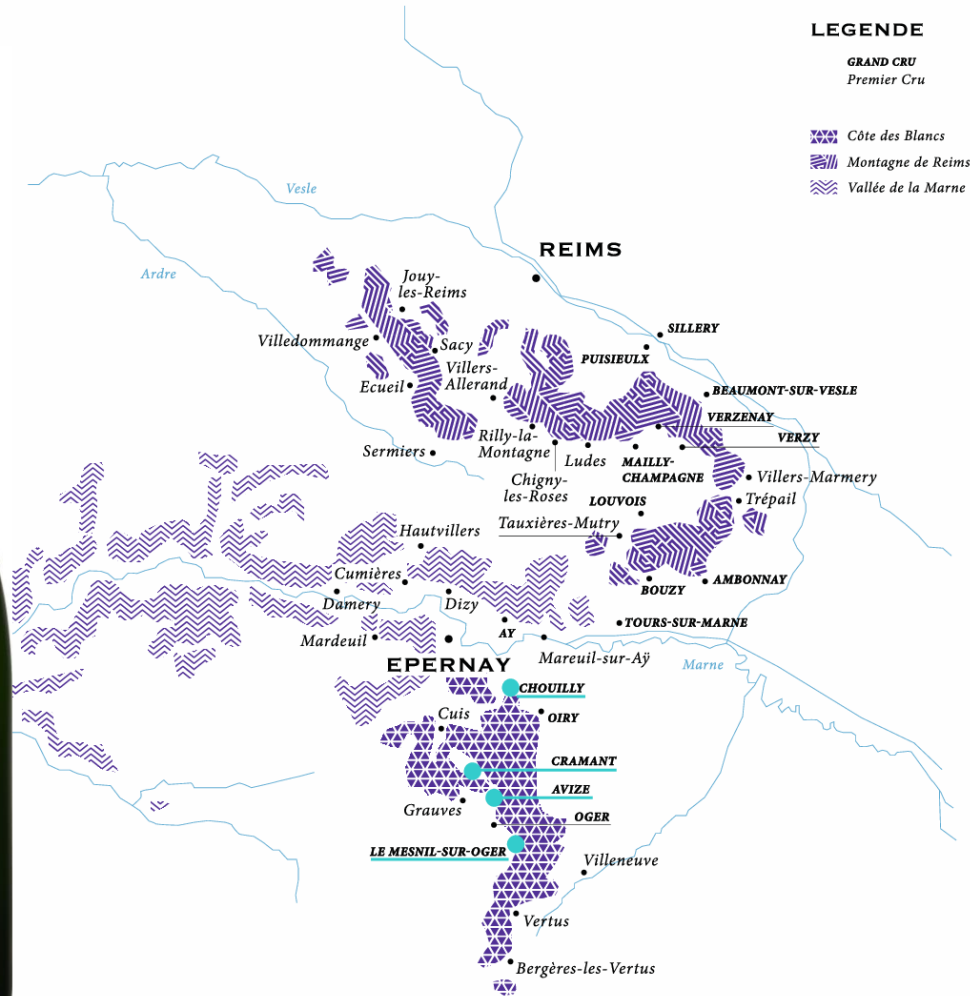 LEGENDE
GRAND CRU
Premier Cru
Côte des Blancs
Montagne de Reims
Vallée de la Marne
Vesle
REIMS
Ardre
Jouy-
les-Reims
SILLERY
Villedommange
Sacy
PUISIEULX
Villers-
Allerand
Ecueil
BEAUMONT-SUR-VESLE
VERZENAY
Rilly-la-
Montagne
VERZY
Sermiers
Ludes
MAILLY-
CHAMPAGNE
Chigny-
les-Roses
Villers-Marmery
Trépail
LOUVOIS
Tauxières-Mutry
Hautvillers
Cumières
AMBONNAY
BOUZY
Damery
Dizy
TOURS-SUR-MARNE
AY
Mardeuil
Mareuil-sur-Aÿ
EPERNAY
Marne
CHOUILLY
Cuis
OIRY
CRAMANT
AVIZE
Grauves
OGER
LE MESNIL-SUR-OGER
Villeneuve
Vertus
Bergères-les-Vertus